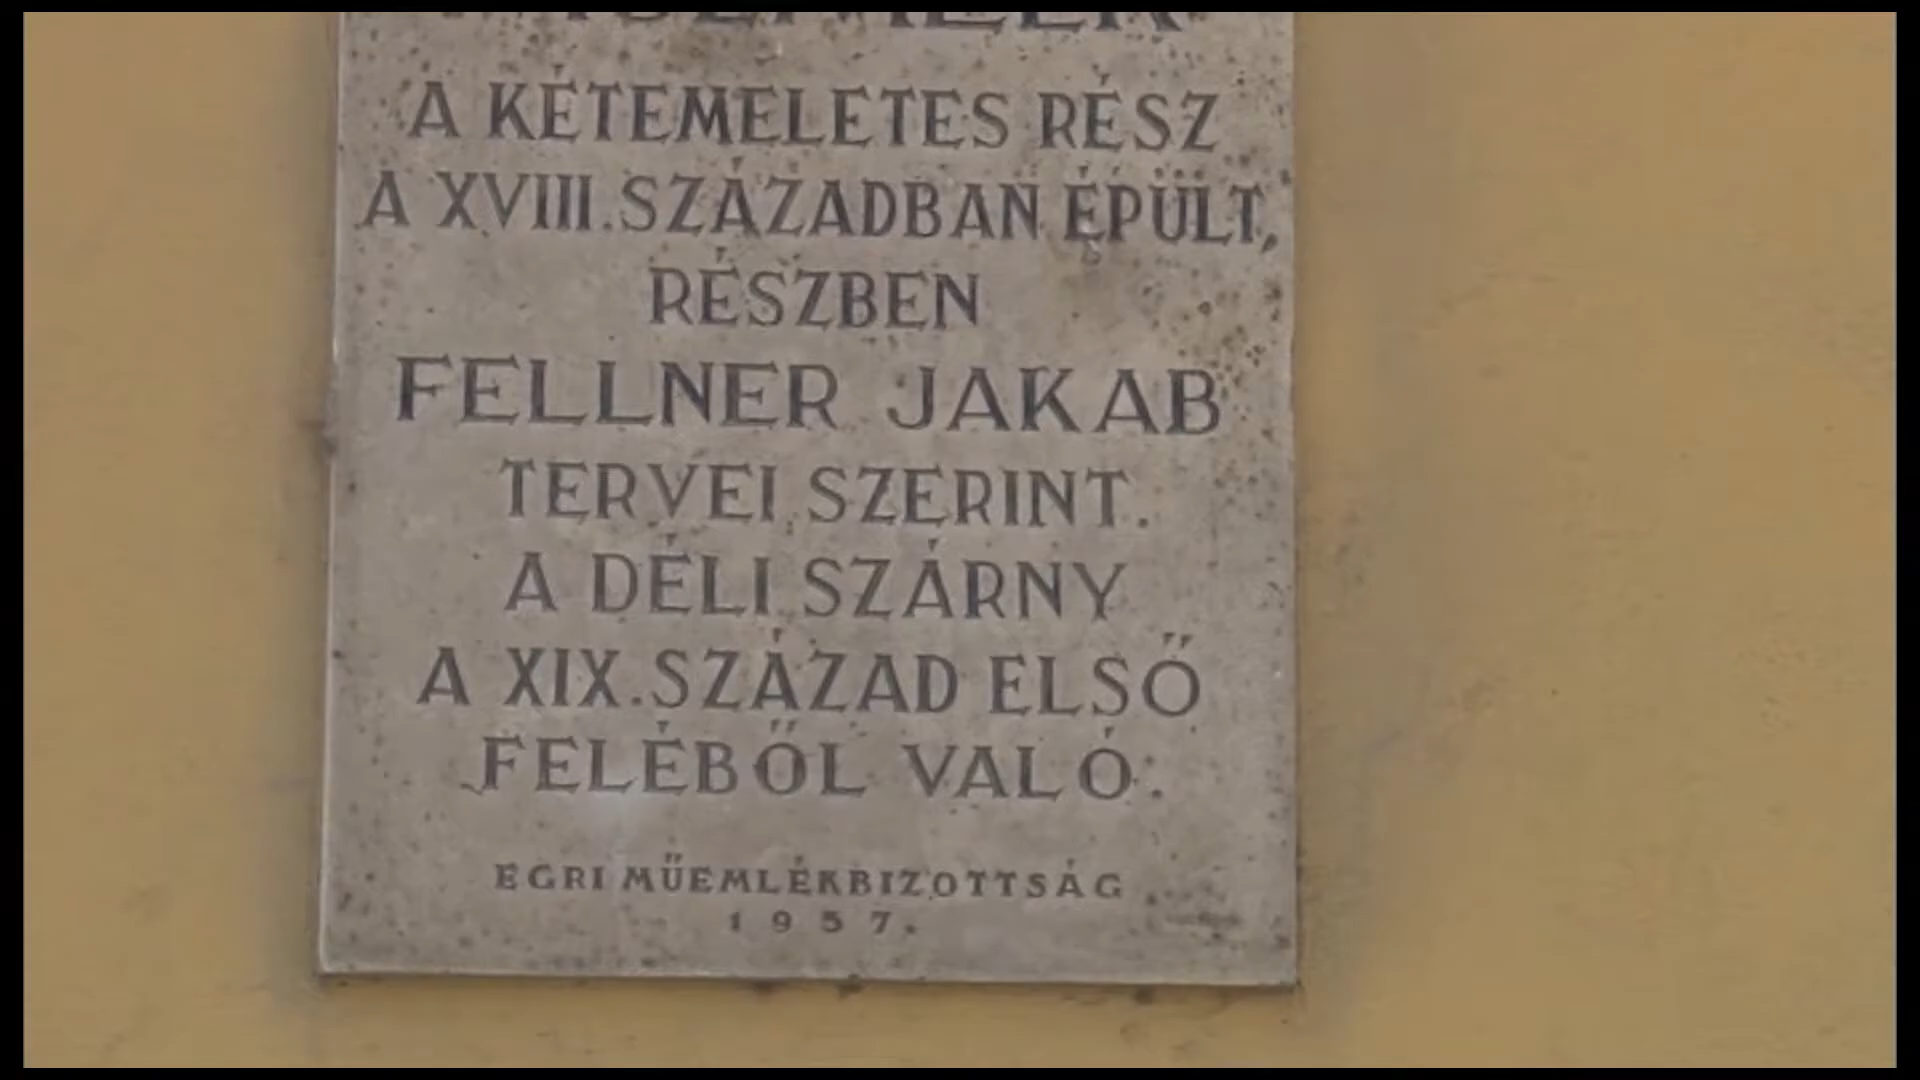 A KÉTEMELETES RÉSZ
A XVIII. SZÁZADBAN ÉPÜLT,
RÉSZBEN
FELLNER JAKAB
TERVEI SZERINT.
A DÉLI SZÁRNY
A XIX. SZÁZAD ELSŐ
FELÉBŐL VALÓ.
EGRI MŰEMLÉKBIZOTTSÁG
1957.